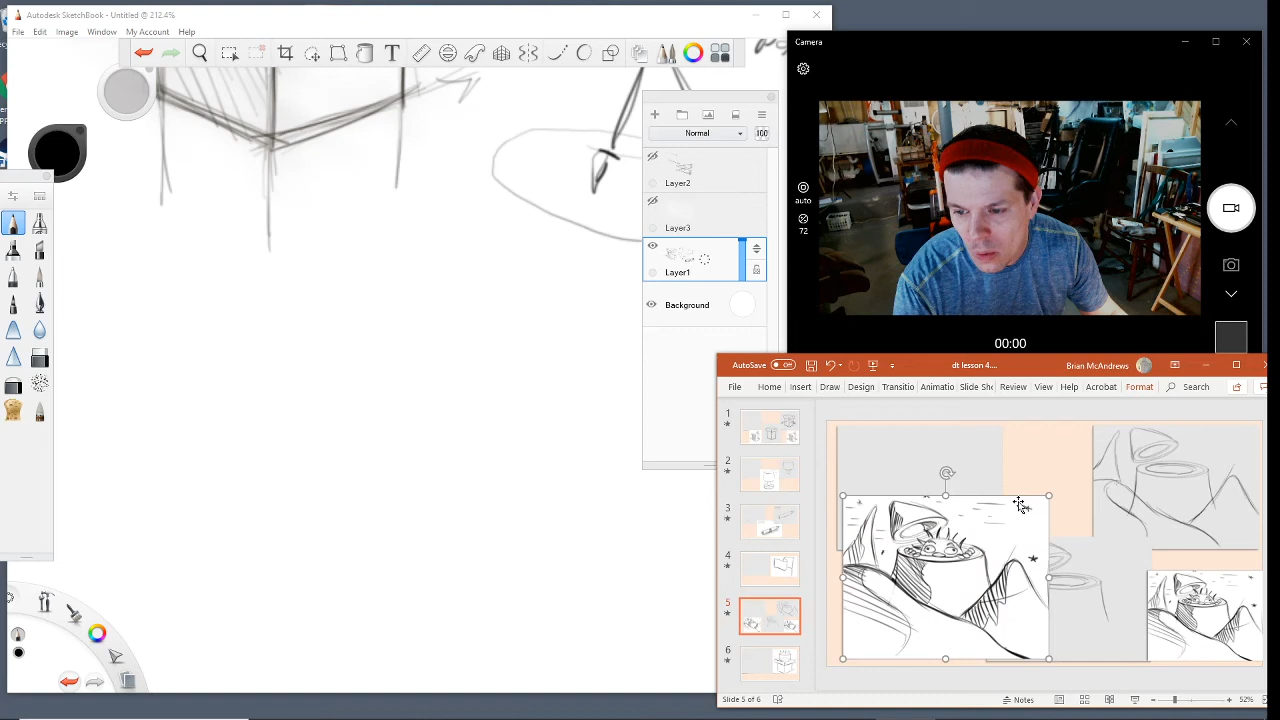 Autodesk SketchBook - Untitled @ 212.4%
File Edit Image Window My Account Help
Normal
100
Layer2
Layer3
Layer1
Background
Camera
auto
72
00:00
AutoSave Off
dt lesson 4....
Brian McAndrews
File Home Insert Draw Design Transitio Animatio Slide Sh Review View Help Acrobat Format Search
1
2
3
4
5
6
Slide 5 of 6
Notes
52%